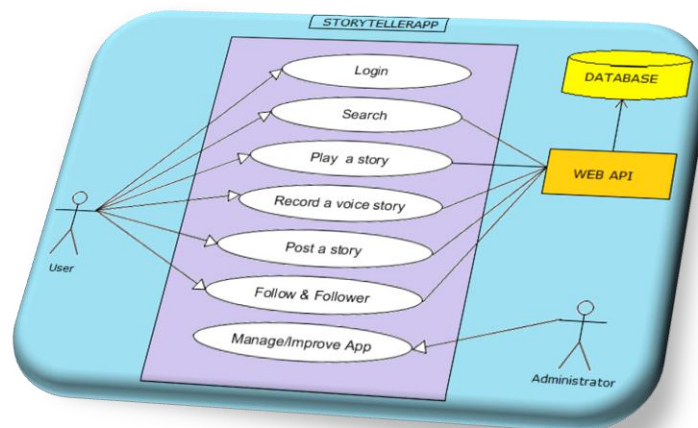 STORYTELLERAPP
Login
Search
Play a story
Record a voice story
Post a story
Follow & Follower
Manage/Improve App
User
DATABASE
WEB API
Administrator